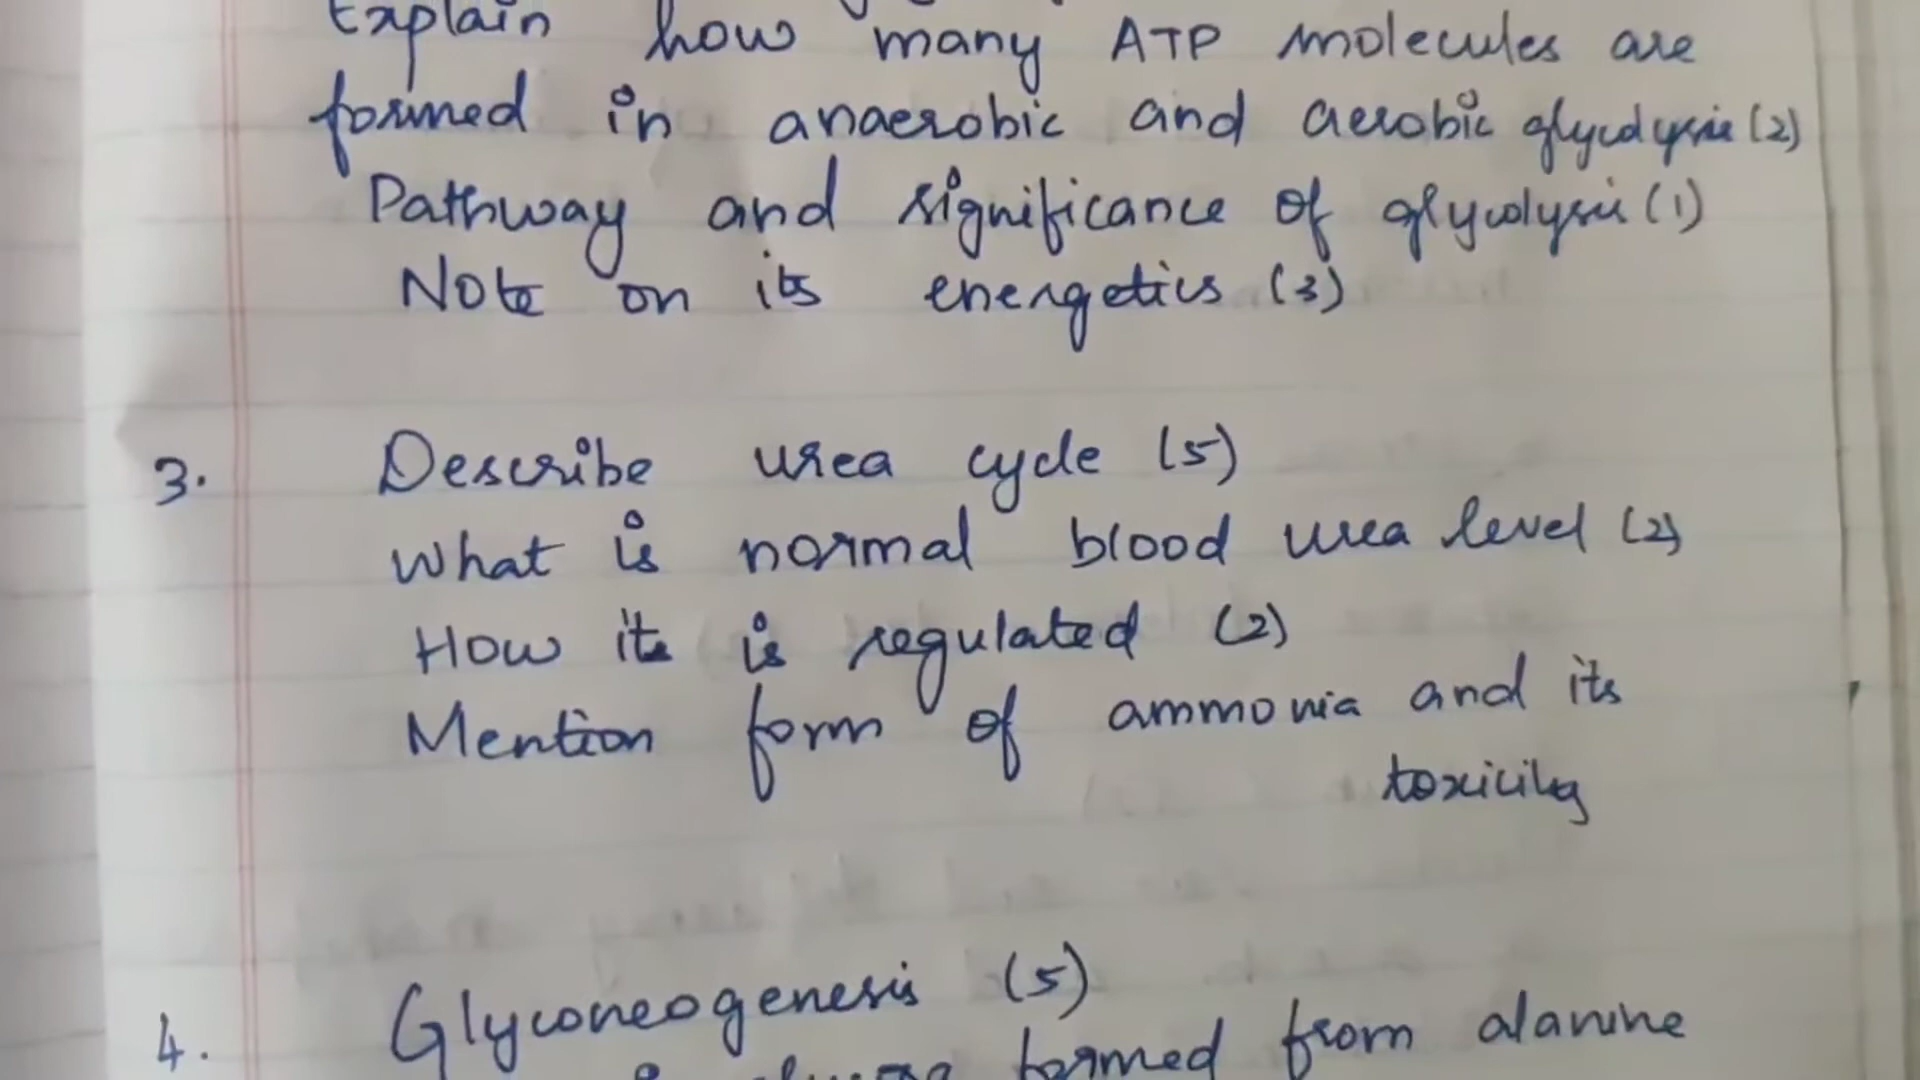 Explain how many ATP molecules are
formed in anaerobic and aerobic glycolysis (2)
Pathway and significance of glycolysis (1)
Note on its energetics (3)
3. Describe urea cycle (5)
What is normal blood urea level (2)
How its is regulated (2)
Mention form of ammonia and its
toxicity
4. Glyconeogenesis (5)
formed from alanine